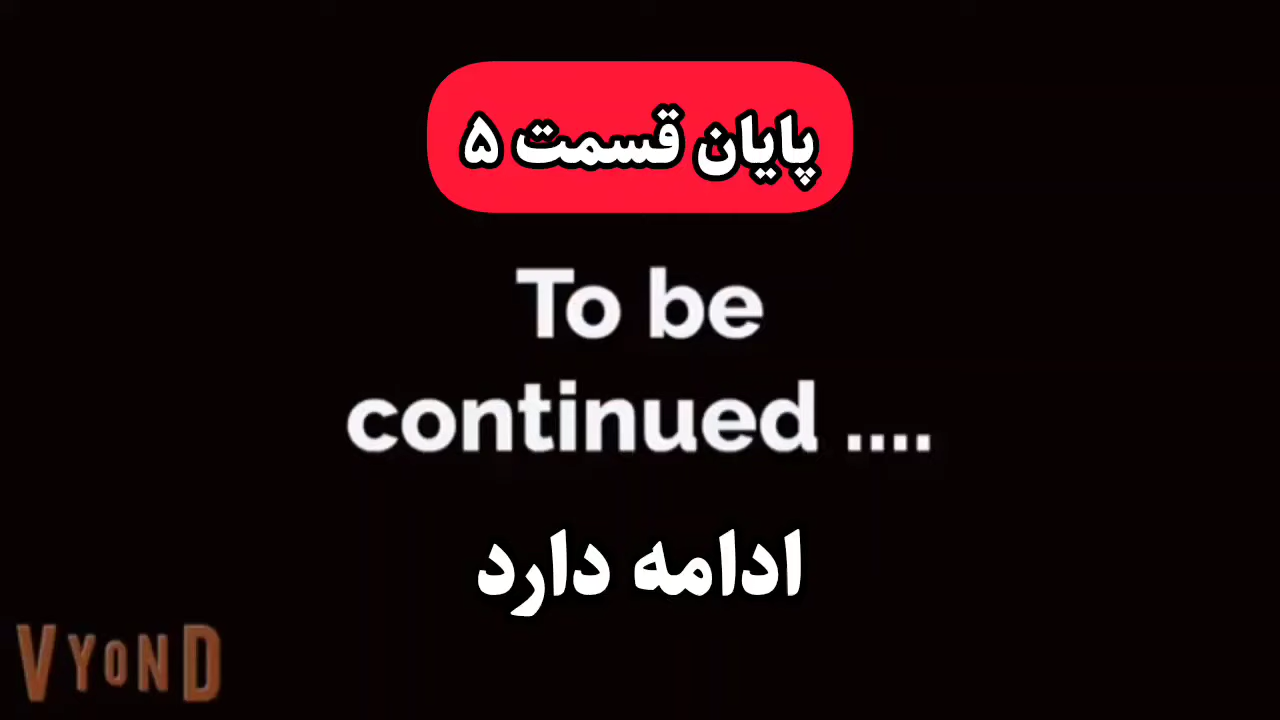 پایان قسمت ۵
To be
continued ....
ادامه دارد
VYOND